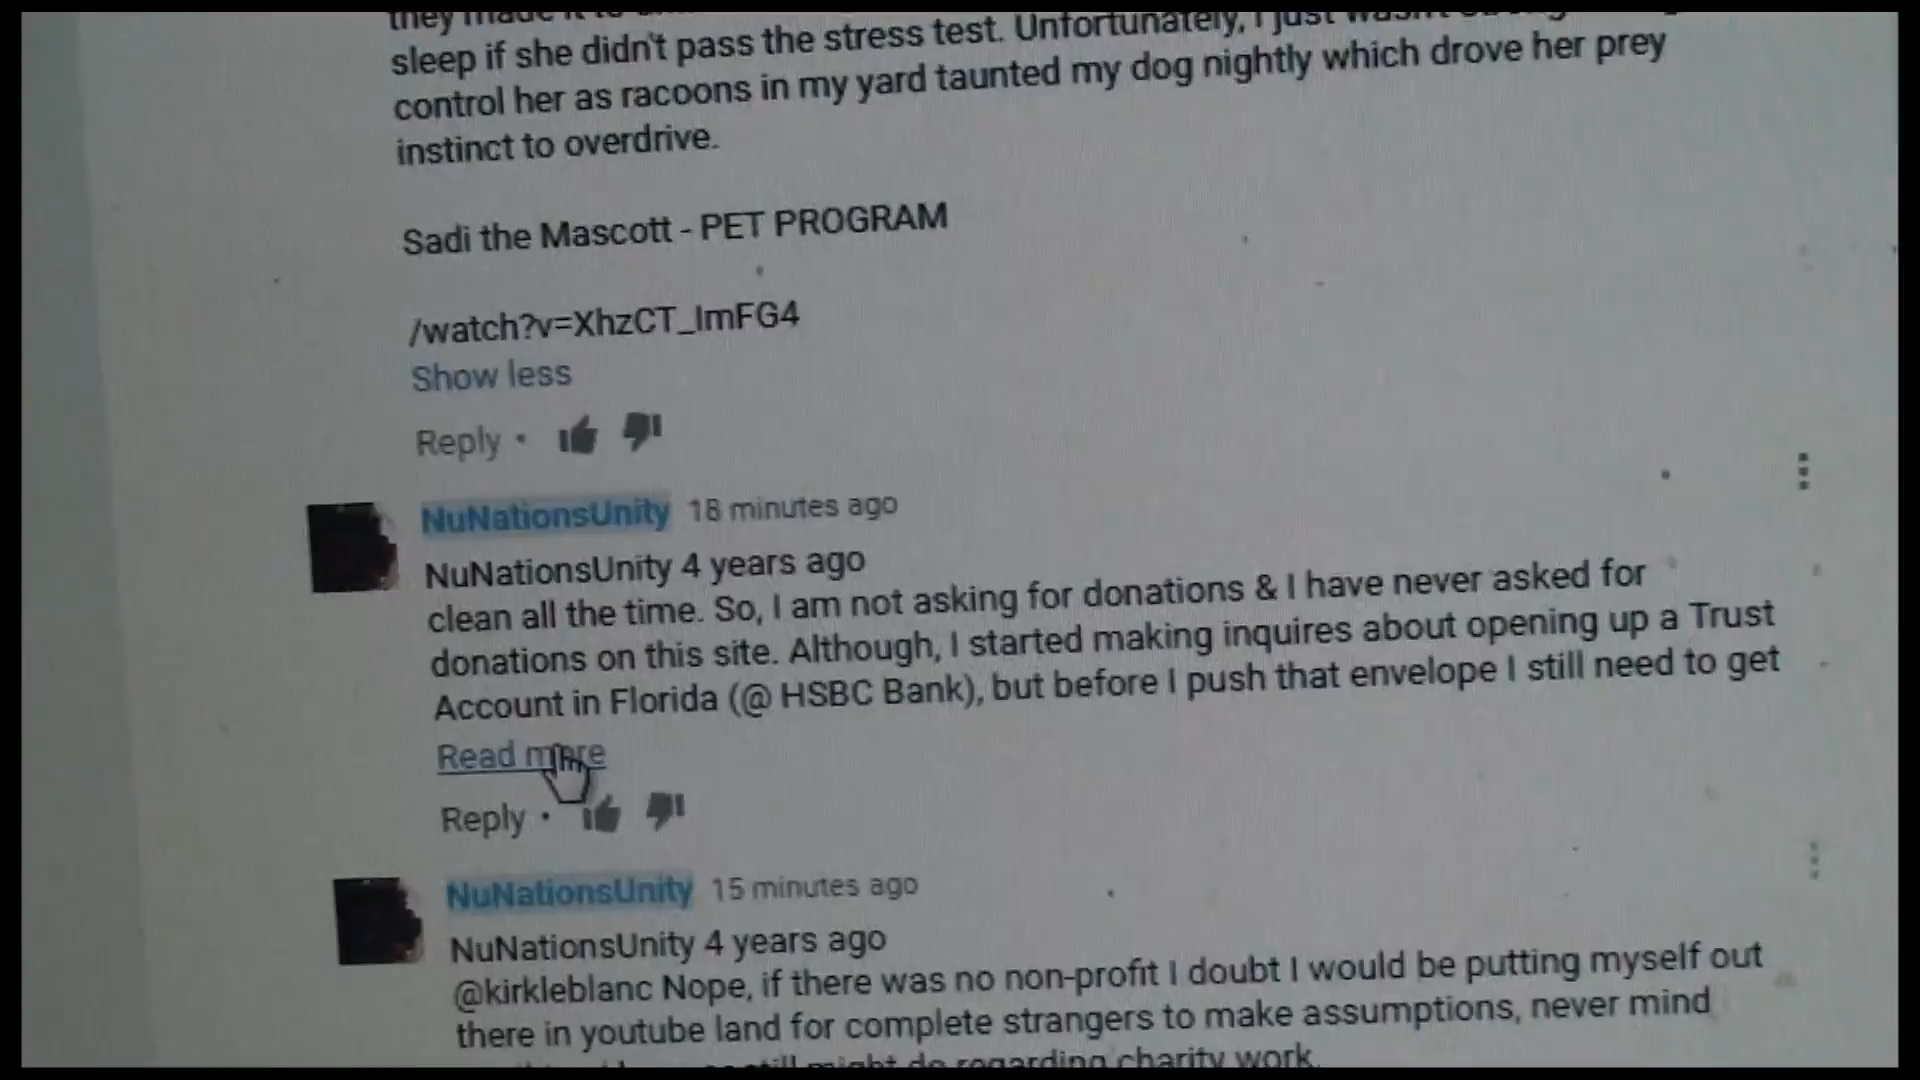 they made it to
sleep if she didn't pass the stress test. Unfortunately, I just wasn't
control her as racoons in my yard taunted my dog nightly which drove her prey
instinct to overdrive.
Sadi the Mascott - PET PROGRAM
/watch?v=XhzCT_ImFG4
Show less
Reply •
NuNationsUnity 18 minutes ago
NuNationsUnity 4 years ago
clean all the time. So, I am not asking for donations & I have never asked for
donations on this site. Although, I started making inquires about opening up a Trust
Account in Florida (@ HSBC Bank), but before I push that envelope I still need to get
Read more
Reply •
NuNationsUnity 15 minutes ago
NuNationsUnity 4 years ago
@kirkleblanc Nope, if there was no non-profit I doubt I would be putting myself out
there in youtube land for complete strangers to make assumptions, never mind
still might do regarding charity work.